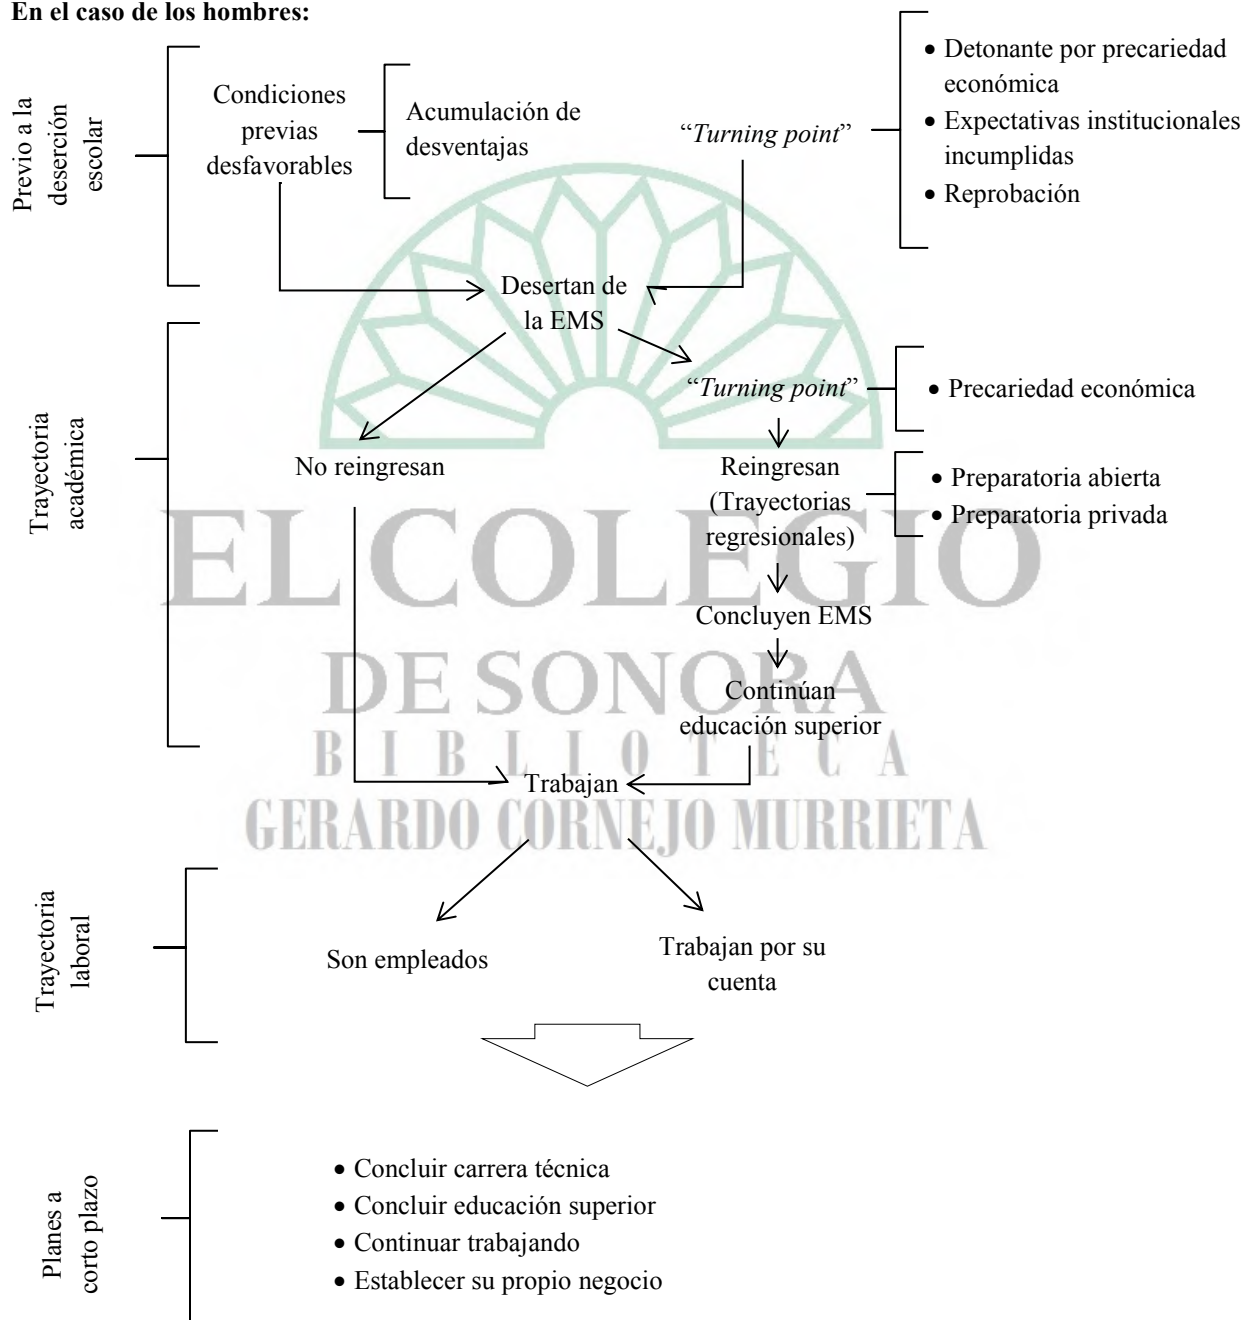 En el caso de los hombres:
Previo a la
deserción
escolar
Condiciones
previas
desfavorables
Acumulación de
desventajas
“Turning point”
• Detonante por precariedad
económica
• Expectativas institucionales
incumplidas
• Reprobación
Desertan de
la EMS
Trayectoria
académica
“Turning point”
• Precariedad económica
No reingresan
Reingresan
(Trayectorias
regresionales)
• Preparatoria abierta
• Preparatoria privada
EL COLEGIO
Concluyen EMS
DE SONORA
Continúan
educación superior
BIBLIOTECA
Trabajan
GERARDO CORNEJO MURRIETA
Trayectoria
laboral
Son empleados
Trabajan por su
cuenta
Planes a
corto plazo
• Concluir carrera técnica
• Concluir educación superior
• Continuar trabajando
• Establecer su propio negocio